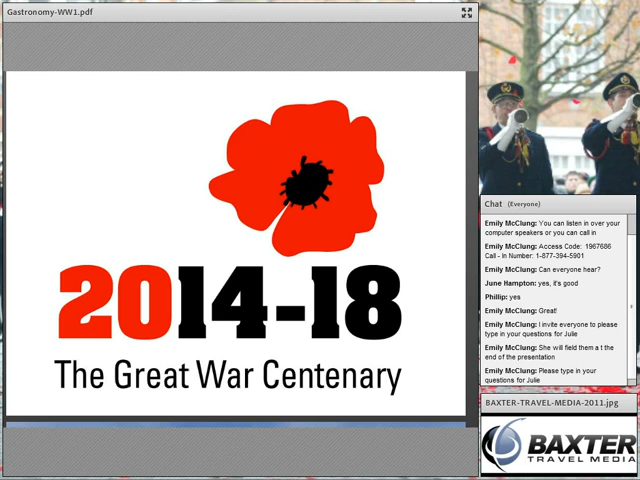 Gastronomy-WW1.pdf
2014-18
The Great War Centenary
Chat (Everyone)
Emily McClung: You can listen in over your
computer speakers or you can call in
Emily McClung: Access Code: 1967686
Call - in Number: 1-877-394-5901
Emily McClung: Can everyone hear?
June Hampton: yes, it's good
Phillip: yes
Emily McClung: Great!
Emily McClung: I invite everyone to please
type in your questions for Julie
Emily McClung: She will field them a t the
end of the presentation
Emily McClung: Please type in your
questions for Julie
BAXTER-TRAVEL-MEDIA-2011.jpg
BAXTER
TRAVEL MEDIA